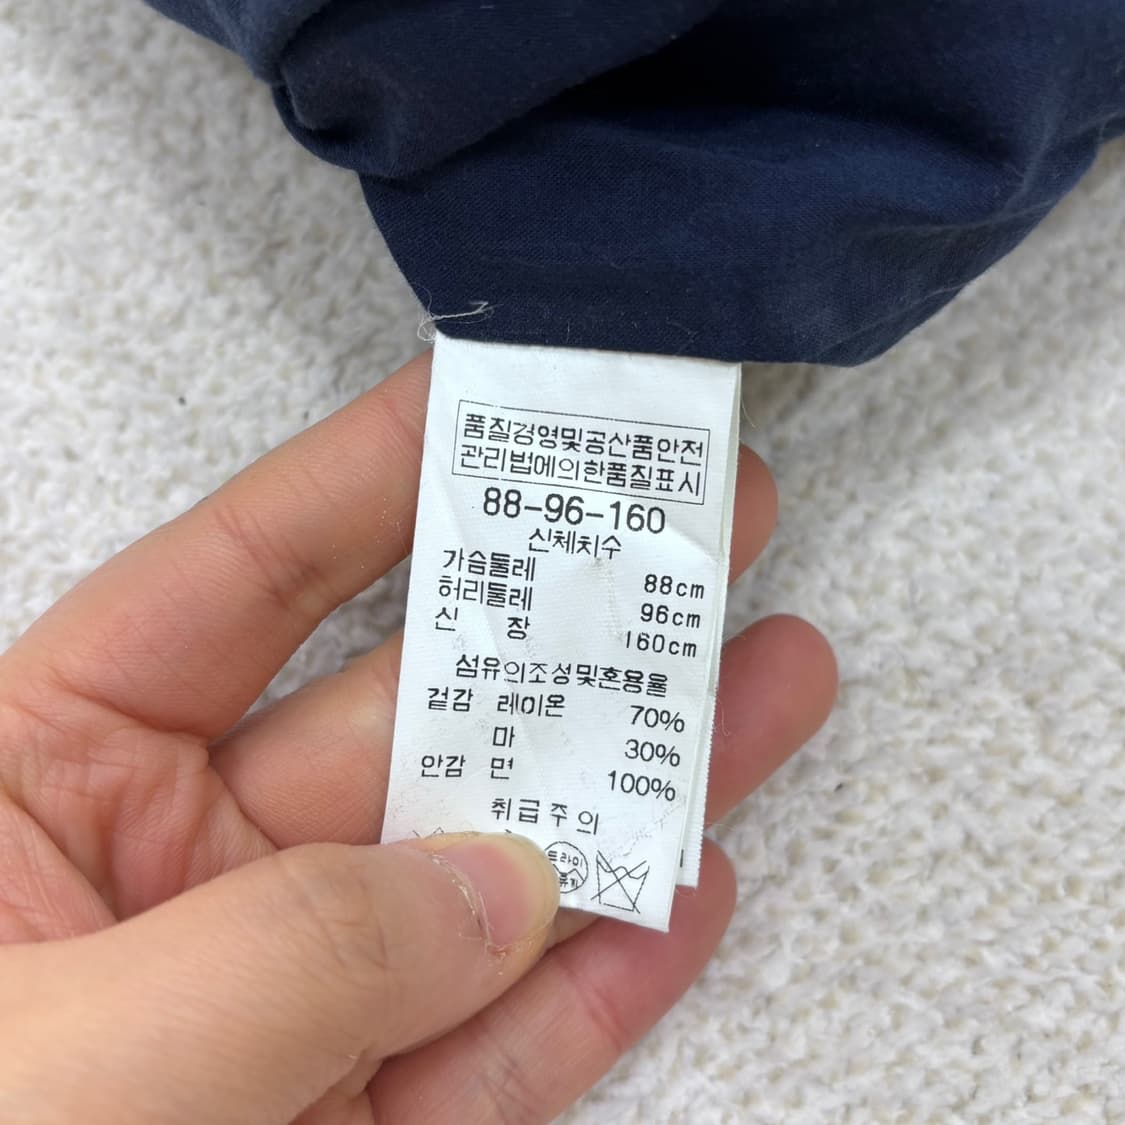 품질경영및공산품안전
관리법에의한품질표시
88-96-160
신체치수
가슴둘레 88cm
허리둘레 96cm
신 장 160cm
섬유의조성및혼용율
겉감 레이온 70%
마 30%
안감 면 100%
취급주의
드라이